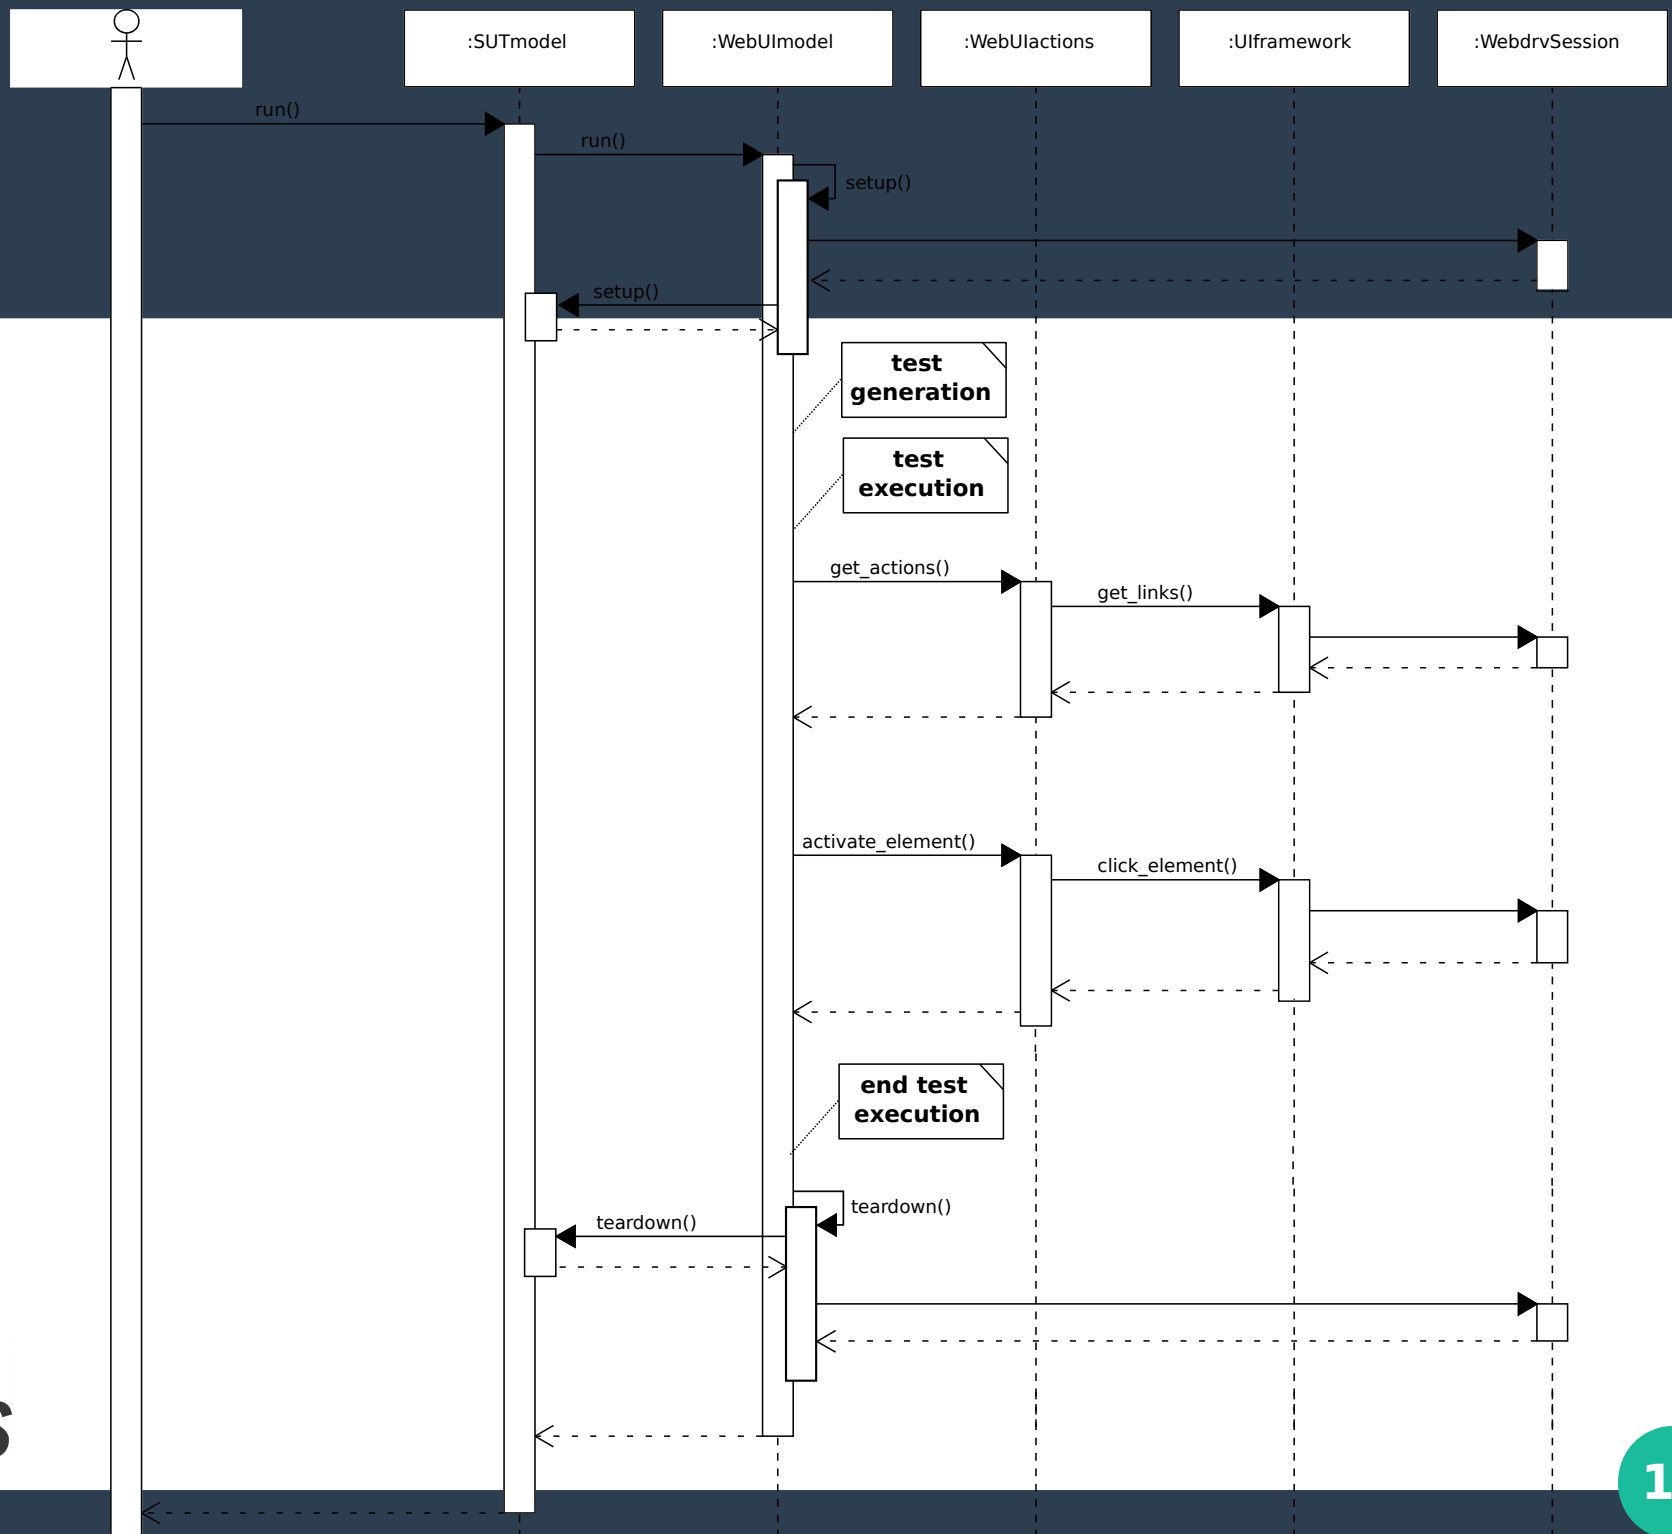 :SUTmodel
:WebUImodel
:WebUIactions
:UIframework
:WebdrvSession
run()
run()
setup()
setup()
test
generation
test
execution
get_actions()
get_links()
activate_element()
click_element()
end test
execution
teardown()
teardown()
s
1